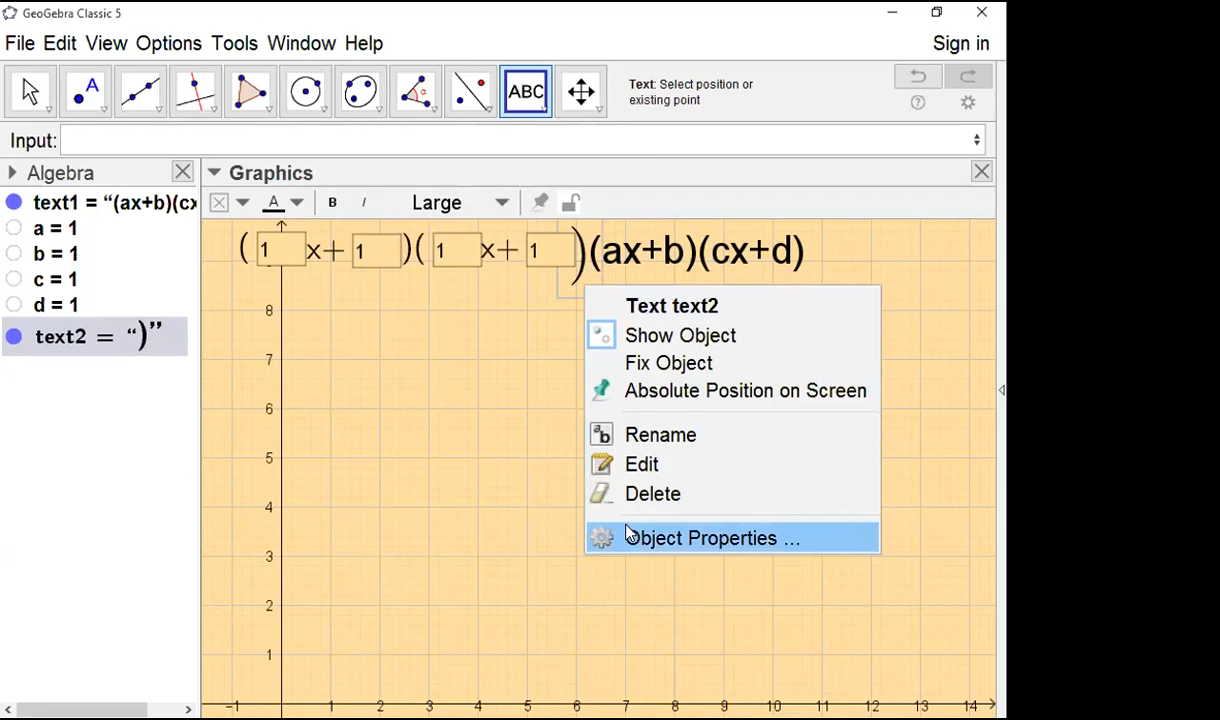 GeoGebra Classic 5
File Edit View Options Tools Window Help
Sign in
A
α
ABC
Text: Select position or
existing point
Input:
Algebra
Graphics
A B I Large
text1 = “(ax+b)(cx
a = 1
b = 1
c = 1
d = 1
text2 = “)”
( 1 x+ 1 )( 1 x+ 1 )(ax+b)(cx+d)
Text text2
Show Object
Fix Object
Absolute Position on Screen
Rename
Edit
Delete
Object Properties ...
8
7
6
5
4
3
2
1
−1 1 2 3 4 5 6 7 8 9 10 11 12 13 14